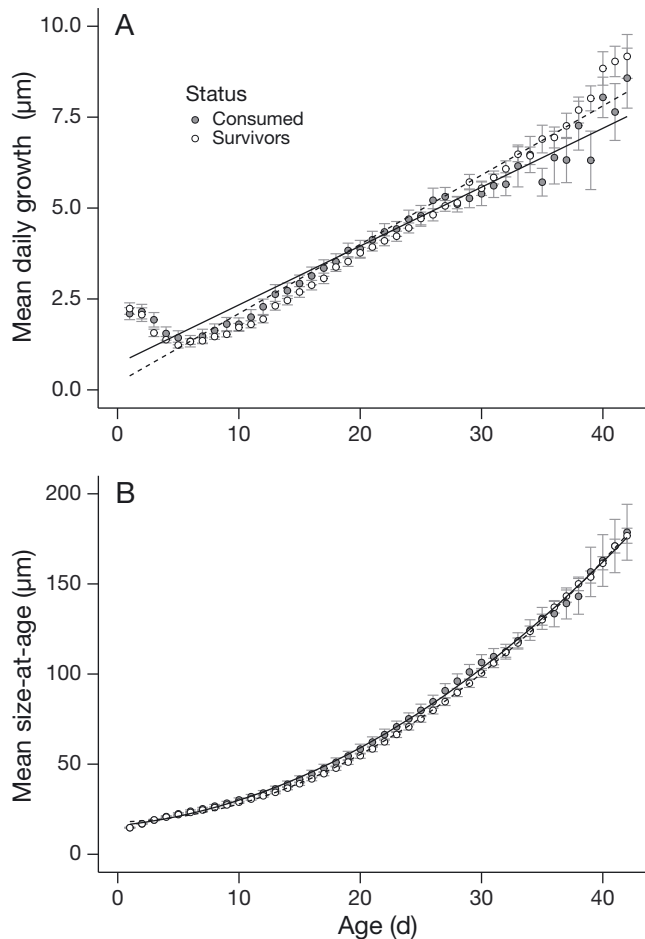 A
10.0
7.5
5.0
2.5
0.0
Mean daily growth (µm)
Status
Consumed
Survivors
0 10 20 30 40
B
200
150
100
50
0
Mean size-at-age (µm)
0 10 20 30 40
Age (d)